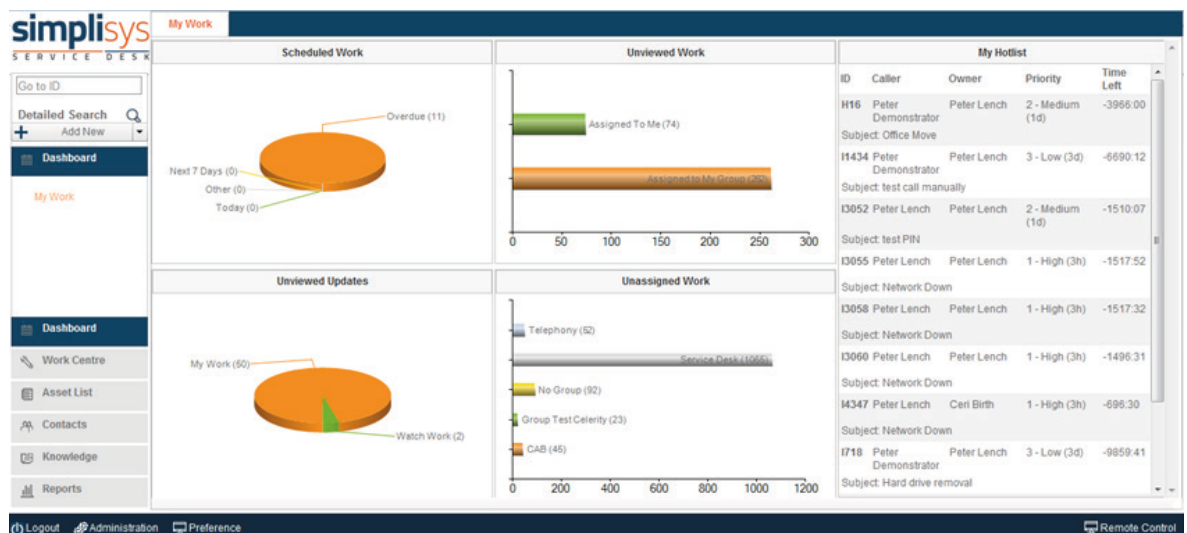 simplisys
SERVICE DESK
Go to ID
Detailed Search
Add New
Dashboard
My Work
Dashboard
Work Centre
Asset List
Contacts
Knowledge
Reports
My Work
Scheduled Work
Overdue (11)
Next 7 Days (0)
Other (0)
Today (0)
Unviewed Work
Assigned To Me (74)
Assigned to My Group (262)
0 50 100 150 200 250 300
Unviewed Updates
My Work (50)
Watch Work (2)
Unassigned Work
Telephony (52)
Service Desk (1065)
No Group (92)
Group Test Celerity (23)
CAB (45)
0 200 400 600 800 1000 1200
My Hotlist
ID Caller Owner Priority Time
Left
H16 Peter Peter Lench 2 - Medium -3966:00
Demonstrator (1d)
Subject: Office Move
I1434 Peter Peter Lench 3 - Low (3d) -6690:12
Demonstrator
Subject: test call manually
I3052 Peter Lench Peter Lench 2 - Medium -1510:07
(1d)
Subject: test PIN
I3055 Peter Lench Peter Lench 1 - High (3h) -1517:52
Subject: Network Down
I3058 Peter Lench Peter Lench 1 - High (3h) -1517:32
Subject: Network Down
I3060 Peter Lench Peter Lench 1 - High (3h) -1496:31
Subject: Network Down
I4347 Peter Lench Ceri Birth 1 - High (3h) -696:30
Subject: Network Down
I718 Peter Peter Lench 3 - Low (3d) -9859:41
Demonstrator
Subject: Hard drive removal
Logout Administration Preference Remote Control